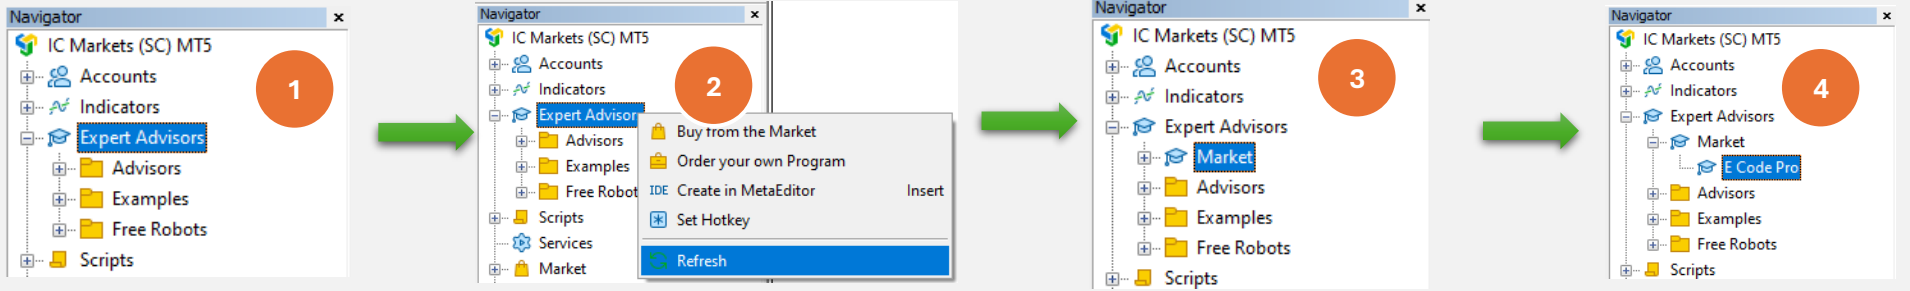 Navigator x
IC Markets (SC) MT5
Accounts
Indicators
Expert Advisors
Advisors
Examples
Free Robots
Scripts
1
Navigator x
IC Markets (SC) MT5
Accounts
Indicators
Expert Advisor
Advisors
Examples
Free Robot
Scripts
Services
Market
2
Buy from the Market
Order your own Program
IDE Create in MetaEditor Insert
Set Hotkey
Refresh
Navigator x
IC Markets (SC) MT5
Accounts
Indicators
Expert Advisors
Market
Advisors
Examples
Free Robots
Scripts
3
Navigator x
IC Markets (SC) MT5
Accounts
Indicators
Expert Advisors
Market
E Code Pro
Advisors
Examples
Free Robots
Scripts
4